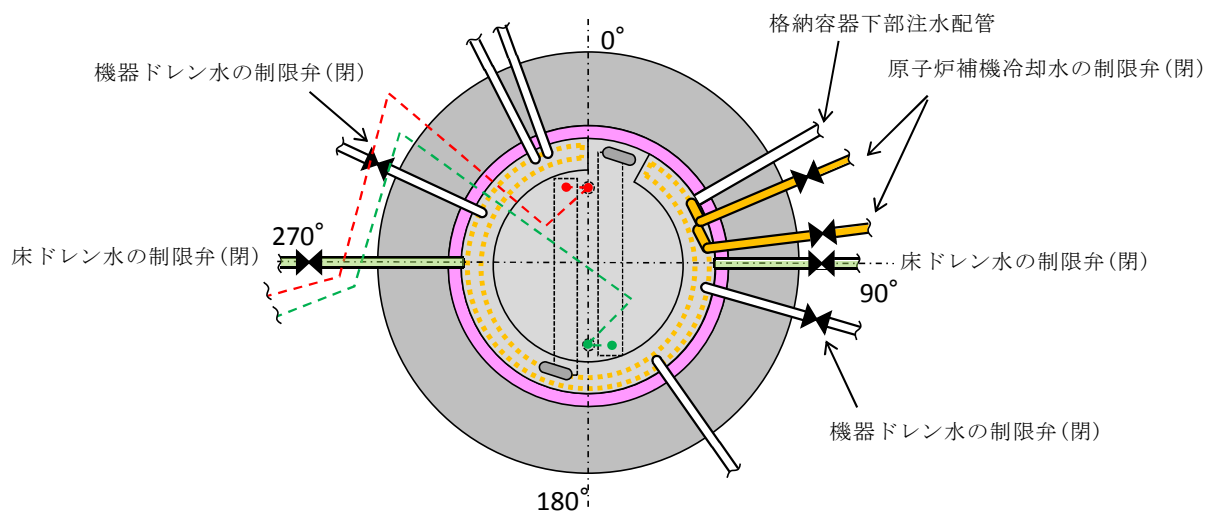 格納容器下部注水配管
0°
機器ドレン水の制限弁(閉)
原子炉補機冷却水の制限弁(閉)
270°
床ドレン水の制限弁(閉)
床ドレン水の制限弁(閉)
90°
機器ドレン水の制限弁(閉)
180°